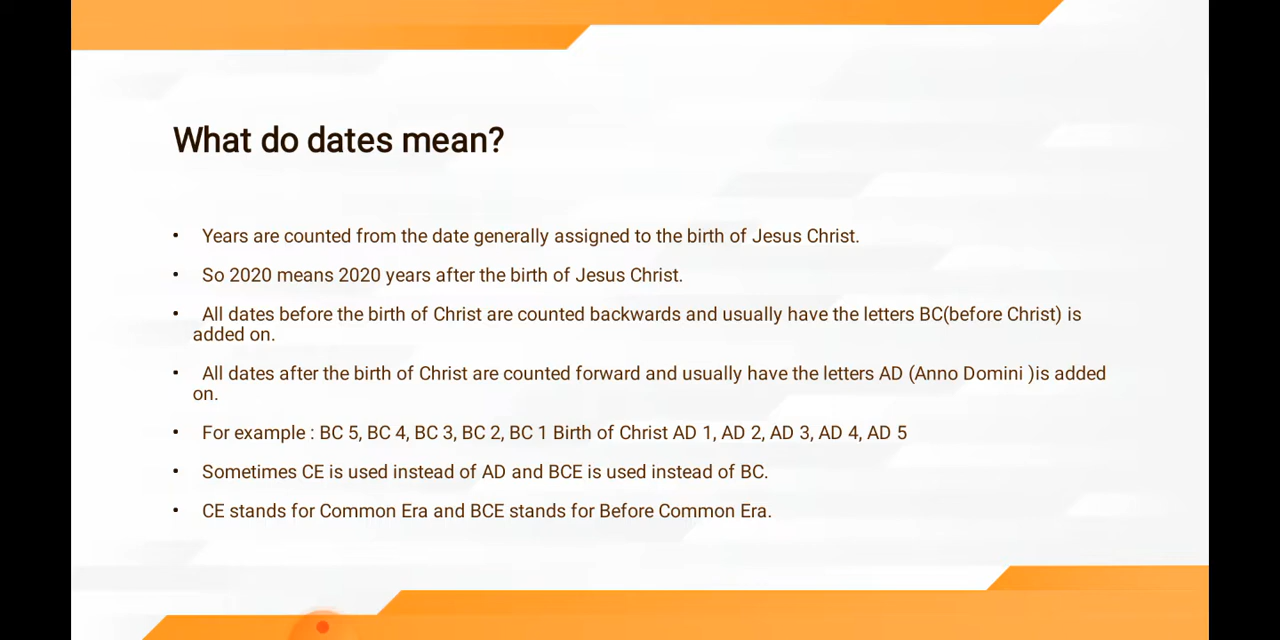 What do dates mean?
• Years are counted from the date generally assigned to the birth of Jesus Christ.
• So 2020 means 2020 years after the birth of Jesus Christ.
• All dates before the birth of Christ are counted backwards and usually have the letters BC(before Christ) is
added on.
• All dates after the birth of Christ are counted forward and usually have the letters AD (Anno Domini )is added
on.
• For example : BC 5, BC 4, BC 3, BC 2, BC 1 Birth of Christ AD 1, AD 2, AD 3, AD 4, AD 5
• Sometimes CE is used instead of AD and BCE is used instead of BC.
• CE stands for Common Era and BCE stands for Before Common Era.